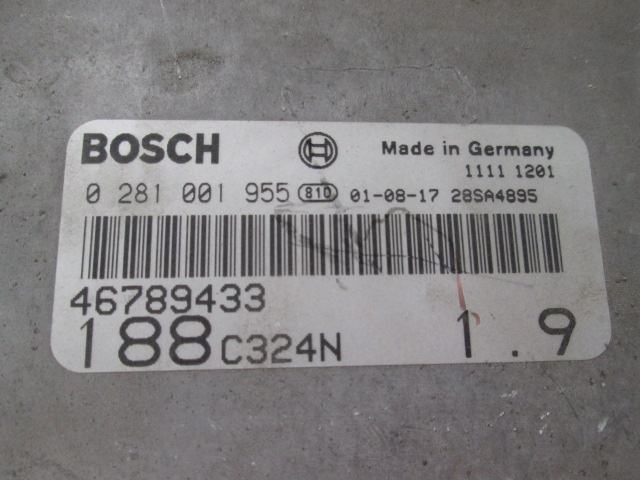 BOSCH Made in Germany
1111 1201
0 281 001 955 810 01-08-17 28SA4895
46789433
188 C324N 1.9